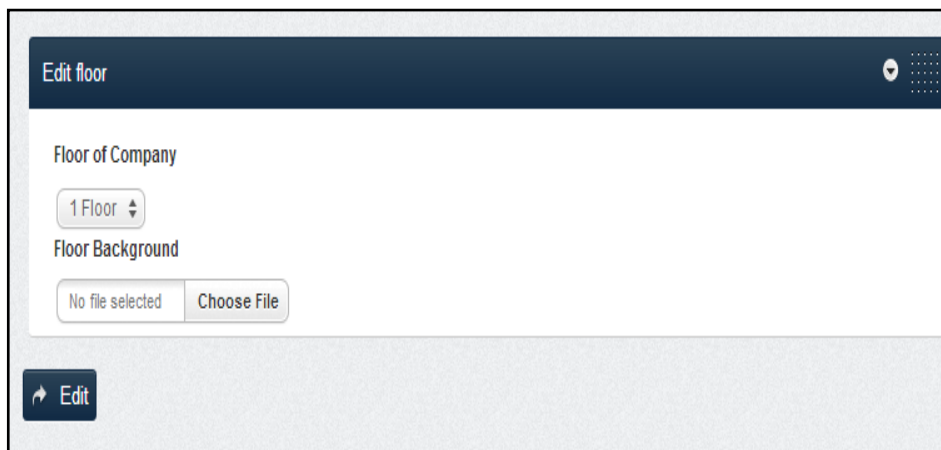 Edit floor
Floor of Company
1 Floor
Floor Background
No file selected Choose File
Edit